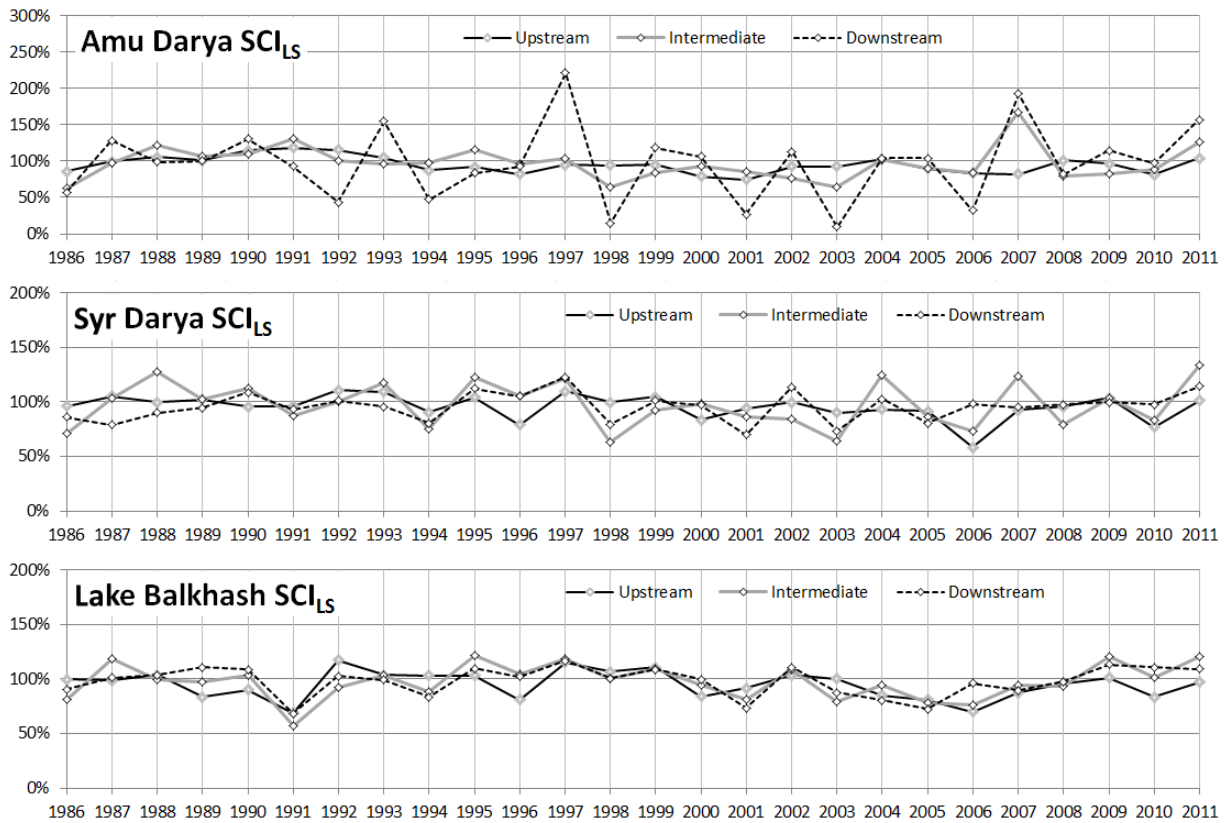 300%
Amu Darya SCI_LS
Upstream Intermediate Downstream
250%
200%
150%
100%
50%
0%
1986 1987 1988 1989 1990 1991 1992 1993 1994 1995 1996 1997 1998 1999 2000 2001 2002 2003 2004 2005 2006 2007 2008 2009 2010 2011
200%
Syr Darya SCI_LS
Upstream Intermediate Downstream
150%
100%
50%
0%
1986 1987 1988 1989 1990 1991 1992 1993 1994 1995 1996 1997 1998 1999 2000 2001 2002 2003 2004 2005 2006 2007 2008 2009 2010 2011
200%
Lake Balkhash SCI_LS
Upstream Intermediate Downstream
150%
100%
50%
0%
1986 1987 1988 1989 1990 1991 1992 1993 1994 1995 1996 1997 1998 1999 2000 2001 2002 2003 2004 2005 2006 2007 2008 2009 2010 2011